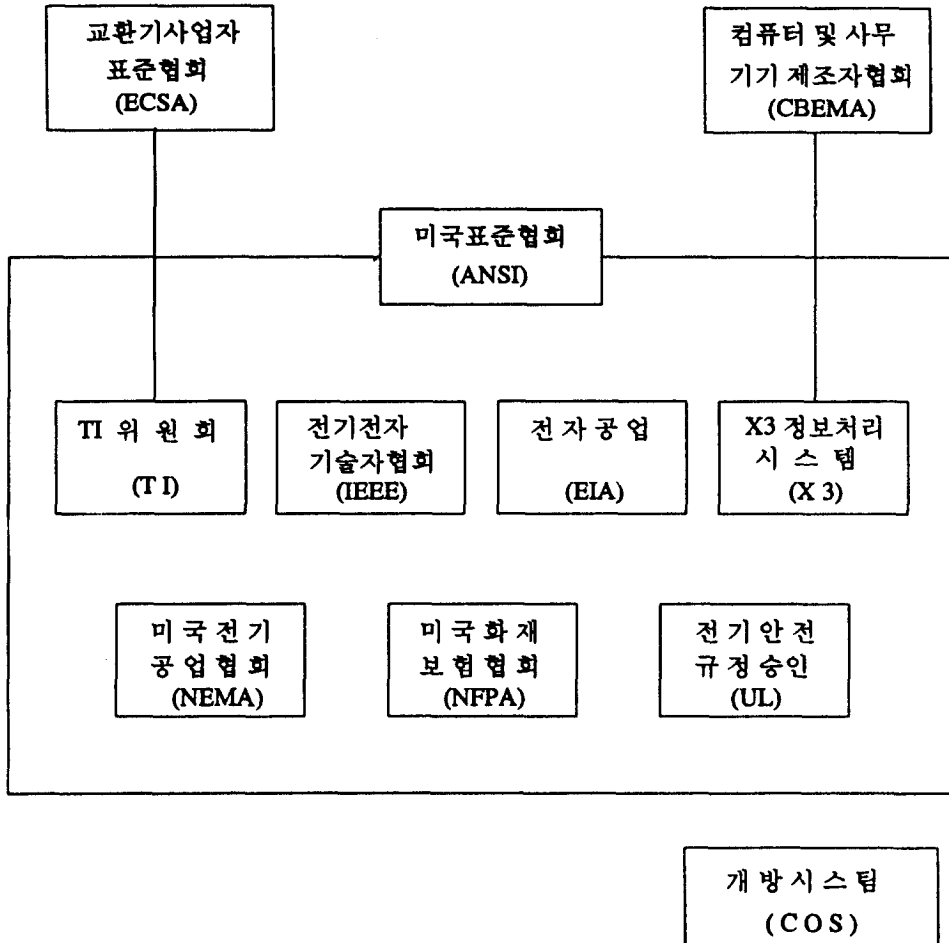 교환기사업자
표준협회
(ECSA)
컴퓨터 및 사무
기기 제조자협회
(CBEMA)
미국표준협회
(ANSI)
TI 위 원 회
(T I)
전기전자
기술자협회
(IEEE)
전 자 공 업
(EIA)
X3 정보처리
시 스 템
(X 3)
미 국 전 기
공 업 협 회
(NEMA)
미 국 화 재
보 험 협 회
(NFPA)
전 기 안 전
규 정 승 인
(UL)
개 방 시 스 팀
( C O S )